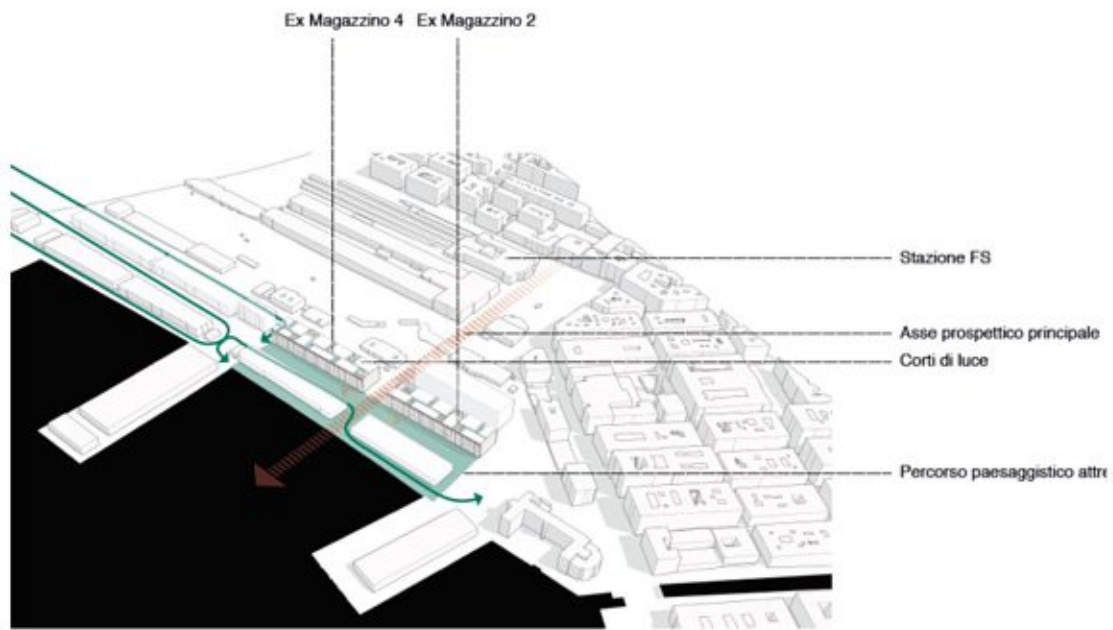 Ex Magazzino 4 Ex Magazzino 2
Stazione FS
Asse prospettico principale
Corti di luce
Percorso paesaggistico attre